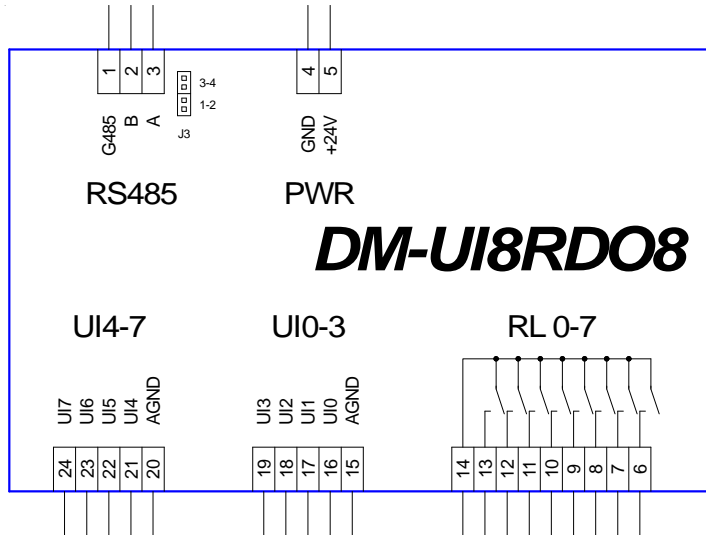 1 2 3
4 5
3-4
1-2
J3
G485 B A
GND +24V
RS485
PWR
DM-UI8RDO8
UI4-7
UI0-3
RL 0-7
UI7 UI6 UI5 UI4 AGND
UI3 UI2 UI1 UI0 AGND
24 23 22 21 20
19 18 17 16 15
14 13 12 11 10 9 8 7 6